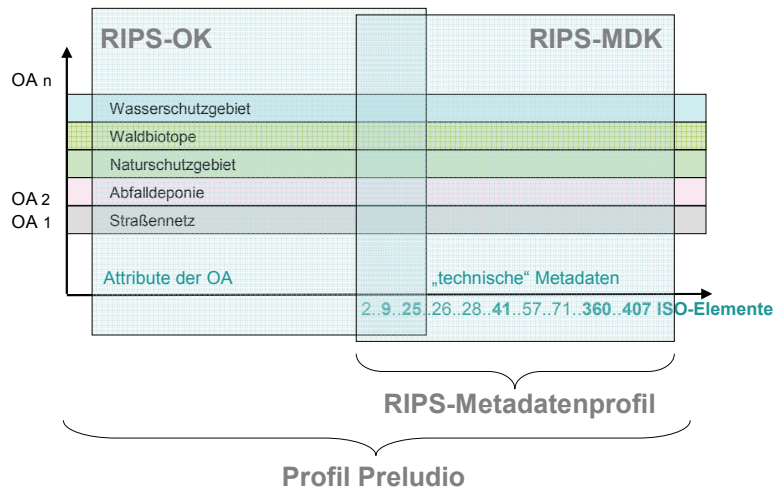 RIPS-OK
RIPS-MDK
OA n
Wasserschutzgebiet
Waldbiotope
Naturschutzgebiet
OA 2
Abfalldeponie
OA 1
Straßennetz
Attribute der OA
„technische“ Metadaten
2..9..25..26..28..41..57..71..360..407 ISO-Elemente
RIPS-Metadatenprofil
Profil Preludio